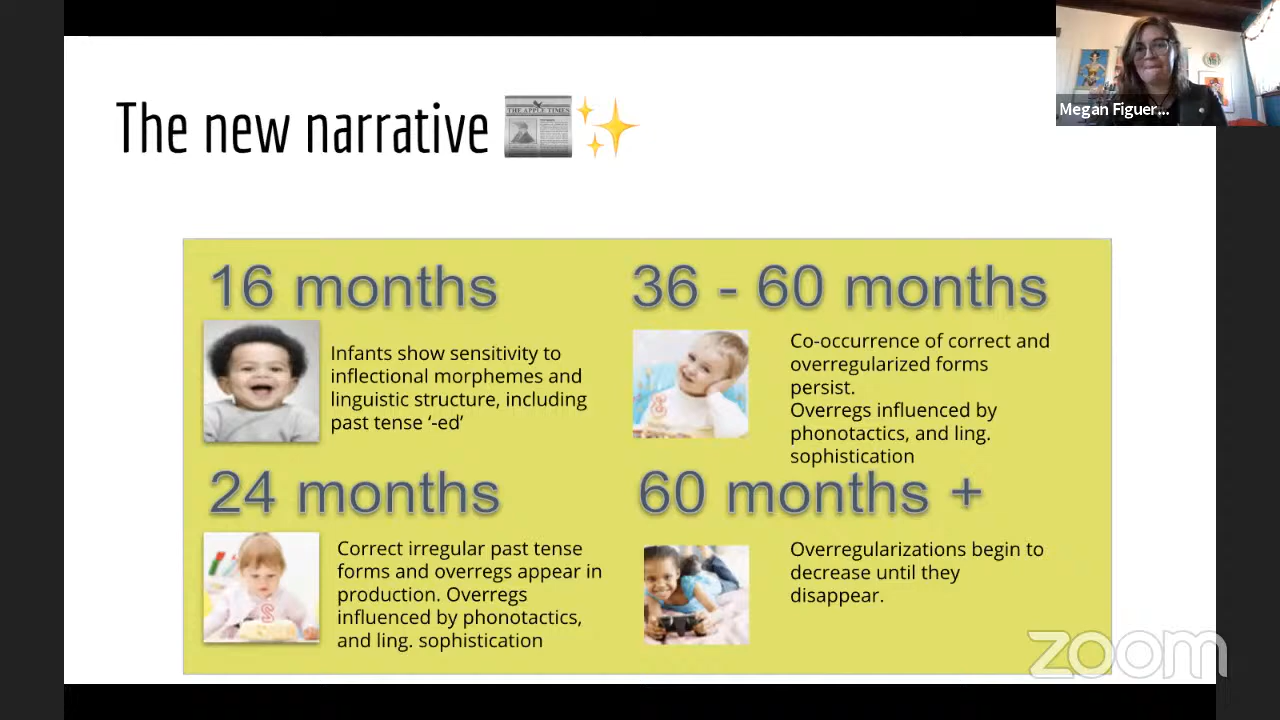 Megan Figuer...
The new narrative
THE APPLE TIMES
16 months
Infants show sensitivity to
inflectional morphemes and
linguistic structure, including
past tense ‘-ed’
24 months
Correct irregular past tense
forms and overregs appear in
production. Overregs
influenced by phonotactics,
and ling. sophistication
36 - 60 months
Co-occurrence of correct and
overregularized forms
persist.
Overregs influenced by
phonotactics, and ling.
sophistication
60 months +
Overregularizations begin to
decrease until they
disappear.
zoom